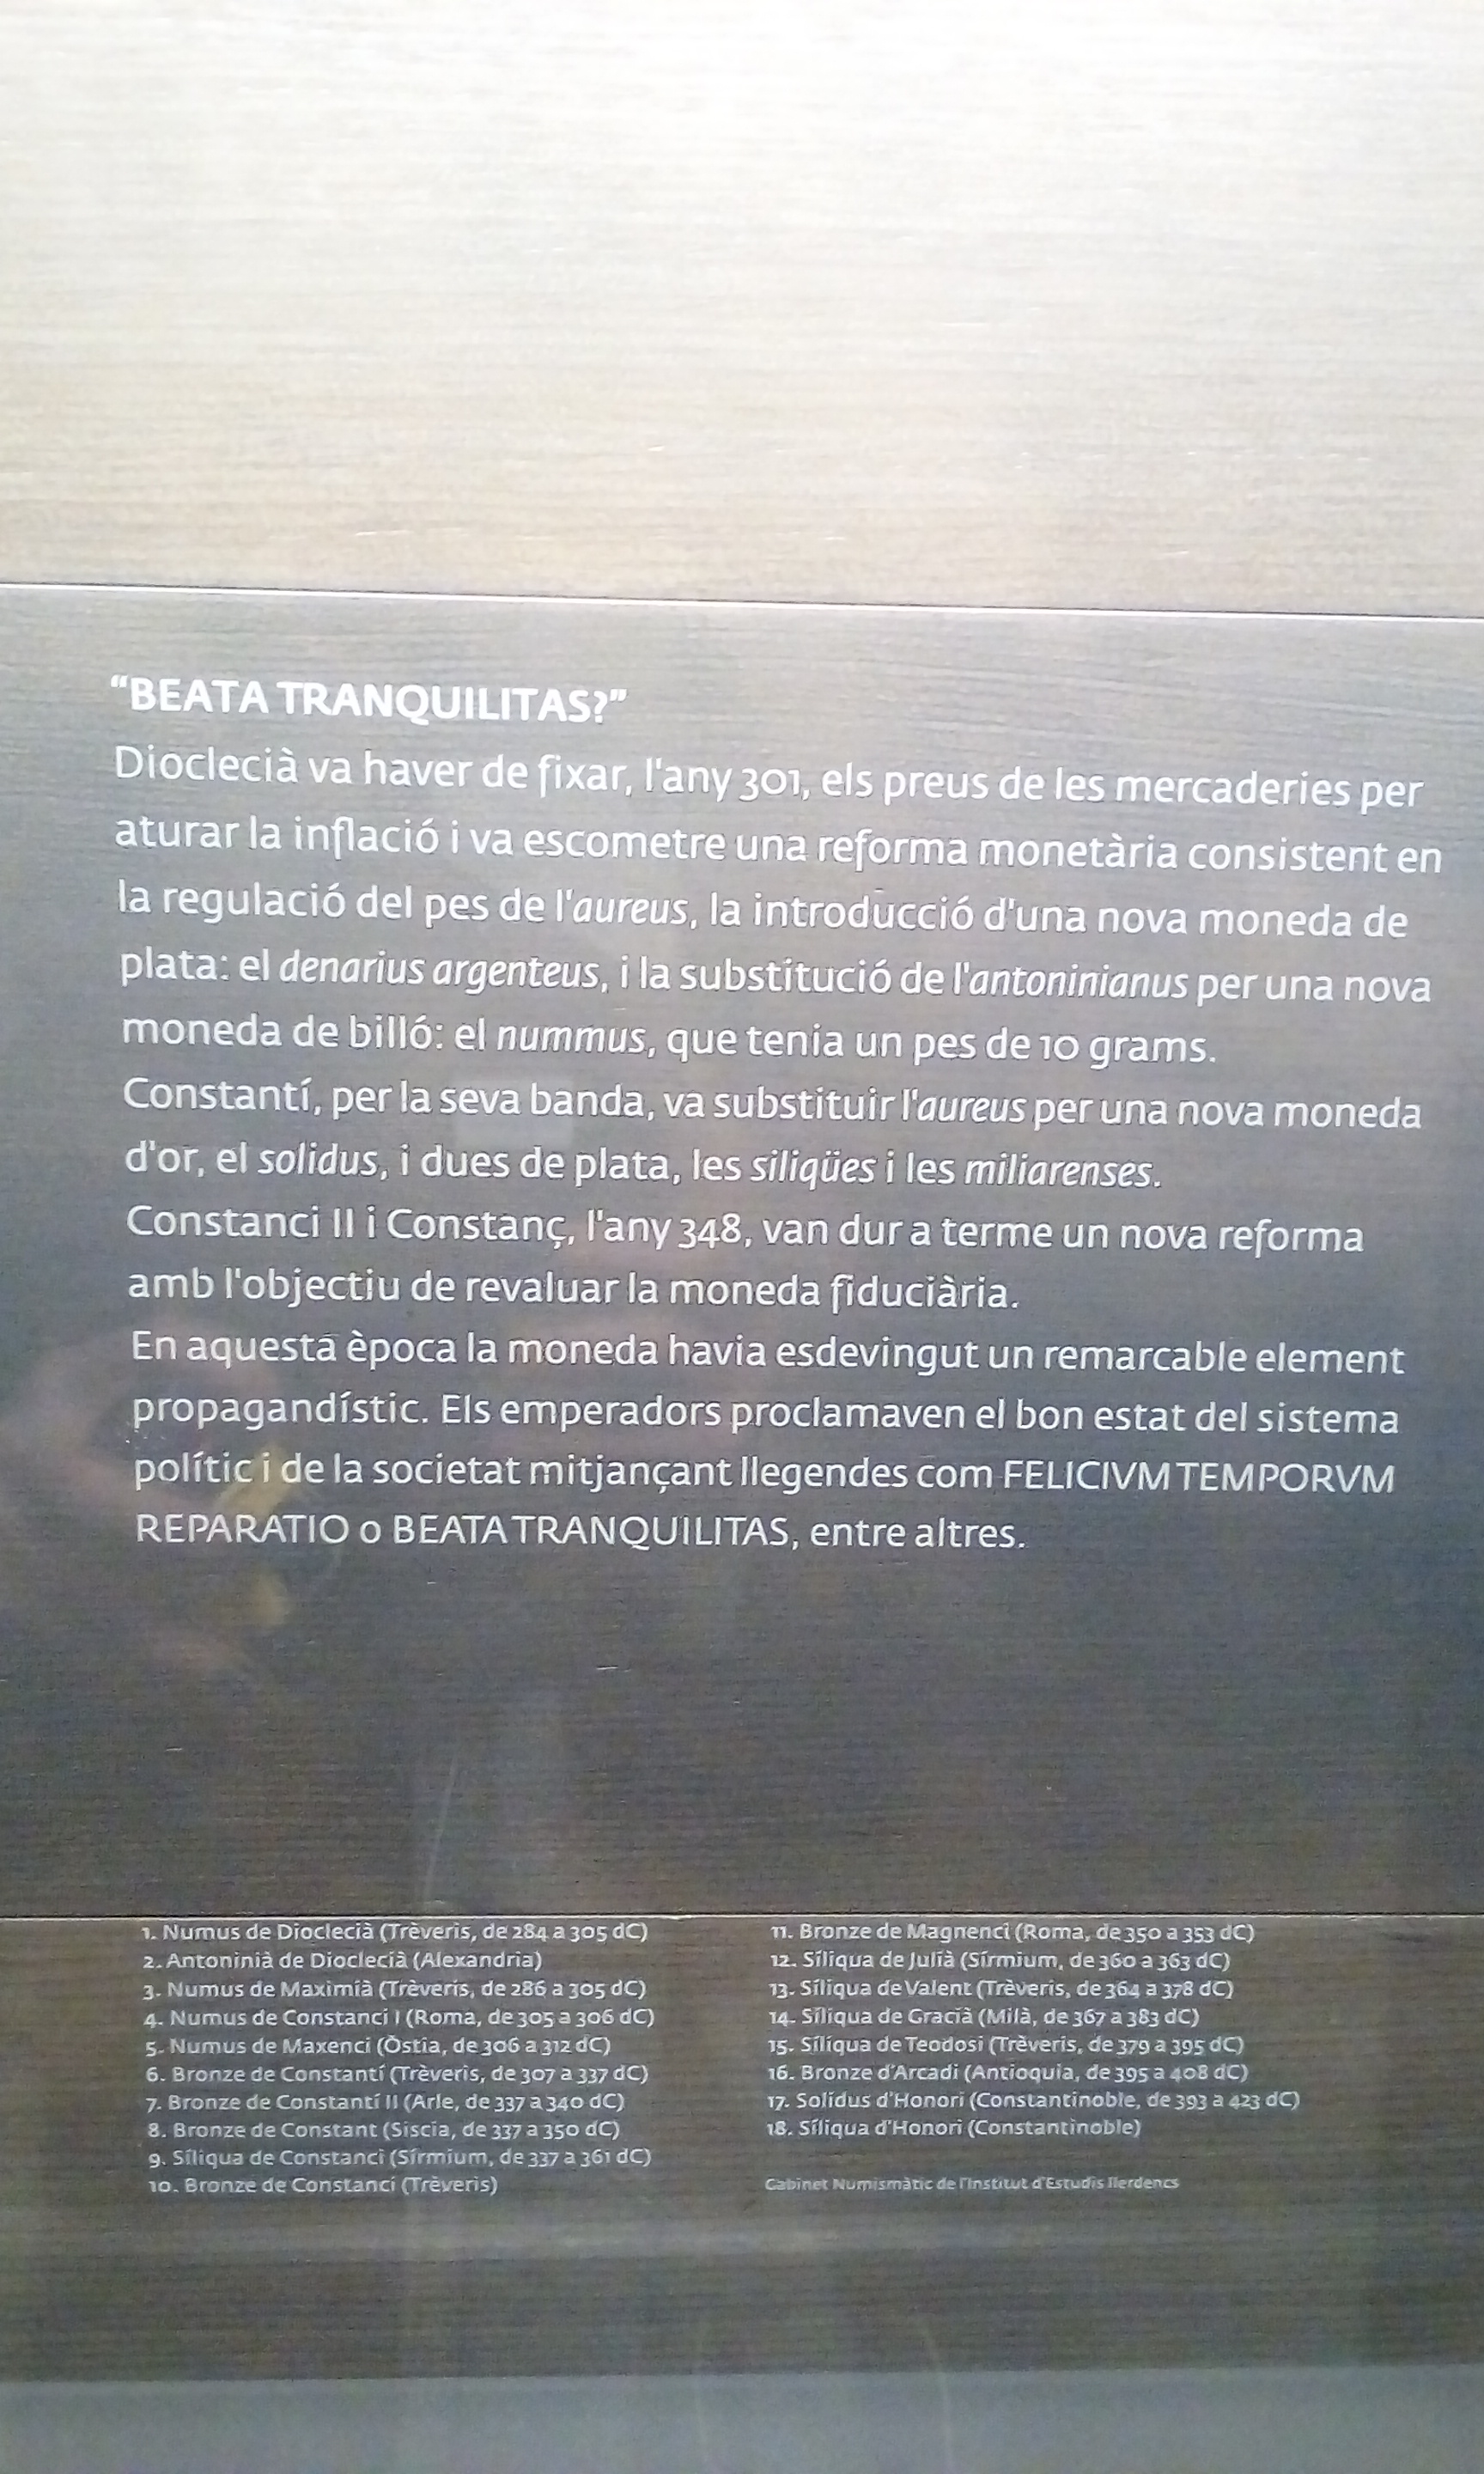 “BEATA TRANQUILITAS?”
Dioclecià va haver de fixar, l'any 301, els preus de les mercaderies per
aturar la inflació i va escometre una reforma monetària consistent en
la regulació del pes de l'aureus, la introducció d'una nova moneda de
plata: el denarius argenteus, i la substitució de l'antoninianus per una nova
moneda de billó: el nummus, que tenia un pes de 10 grams.
Constantí, per la seva banda, va substituir l'aureus per una nova moneda
d'or, el solidus, i dues de plata, les siliqües i les miliarenses.
Constanci II i Constanç, l'any 348, van dur a terme un nova reforma
amb l'objectiu de revaluar la moneda fiduciària.
En aquesta època la moneda havia esdevingut un remarcable element
propagandístic. Els emperadors proclamaven el bon estat del sistema
polític i de la societat mitjançant llegendes com FELICIVM TEMPORVM
REPARATIO o BEATA TRANQUILITAS, entre altres.
1. Numus de Dioclecià (Trèveris, de 284 a 305 dC)
2. Antoninià de Dioclecià (Alexandria)
3. Numus de Maximià (Trèveris, de 286 a 305 dC)
4. Numus de Constanci I (Roma, de 305 a 306 dC)
5. Numus de Maxenci (Òstia, de 306 a 312 dC)
6. Bronze de Constantí (Trèveris, de 307 a 337 dC)
7. Bronze de Constantí II (Arle, de 337 a 340 dC)
8. Bronze de Constant (Siscia, de 337 a 350 dC)
9. Síliqua de Constanci (Sírmium, de 337 a 361 dC)
10. Bronze de Constanci (Trèveris)
11. Bronze de Magnenci (Roma, de 350 a 353 dC)
12. Síliqua de Julià (Sírmium, de 360 a 363 dC)
13. Síliqua de Valent (Trèveris, de 364 a 378 dC)
14. Síliqua de Gracià (Milà, de 367 a 383 dC)
15. Síliqua de Teodosi (Trèveris, de 379 a 395 dC)
16. Bronze d'Arcadi (Antioquia, de 395 a 408 dC)
17. Solidus d'Honori (Constantinoble, de 393 a 423 dC)
18. Síliqua d'Honori (Constantinoble)
Gabinet Numismàtic de l'Institut d'Estudis Ilerdencs